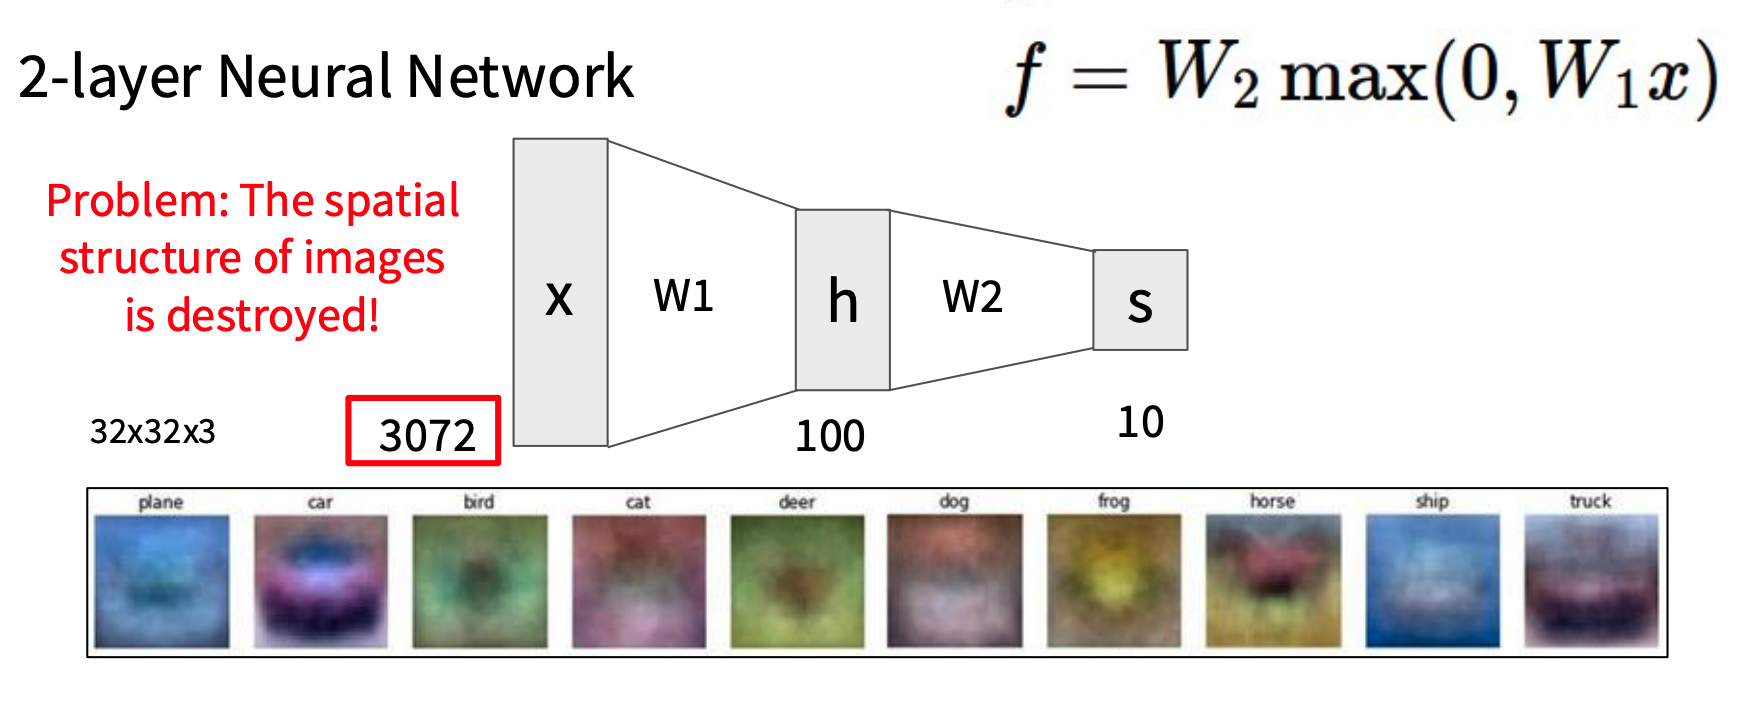 2-layer Neural Network
f = W₂ max(0, W₁x)
Problem: The spatial
structure of images
is destroyed!
x
W1
h
W2
s
32x32x3
3072
100
10
plane car bird cat deer dog frog horse ship truck